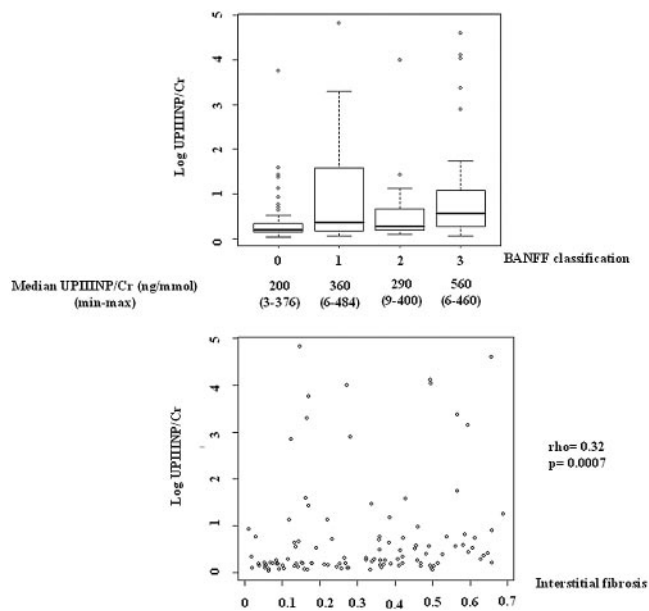 5
4
3
2
1
0
Log UPIIINP/Cr
0 1 2 3
BANFF classification
Median UPIIINP/Cr (ng/mmol)
(min-max)
200 360 290 560
(3-376) (6-484) (9-400) (6-460)
5
4
3
2
1
0
Log UPIIINP/Cr
rho= 0.32
p= 0.0007
0 0.1 0.2 0.3 0.4 0.5 0.6 0.7
Interstitial fibrosis